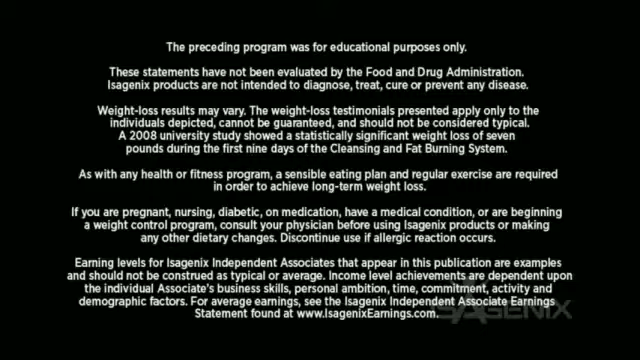 The preceding program was for educational purposes only.
These statements have not been evaluated by the Food and Drug Administration.
Isagenix products are not intended to diagnose, treat, cure or prevent any disease.
Weight-loss results may vary. The weight-loss testimonials presented apply only to the
individuals depicted, cannot be guaranteed, and should not be considered typical.
A 2008 university study showed a statistically significant weight loss of seven
pounds during the first nine days of the Cleansing and Fat Burning System.
As with any health or fitness program, a sensible eating plan and regular exercise are required
in order to achieve long-term weight loss.
If you are pregnant, nursing, diabetic, on medication, have a medical condition, or are beginning
a weight control program, consult your physician before using Isagenix products or making
any other dietary changes. Discontinue use if allergic reaction occurs.
Earning levels for Isagenix Independent Associates that appear in this publication are examples
and should not be construed as typical or average. Income level achievements are dependent upon
the individual Associate's business skills, personal ambition, time, commitment, activity and
demographic factors. For average earnings, see the Isagenix Independent Associate Earnings
Statement found at www.IsagenixEarnings.com.
ISAGENIX